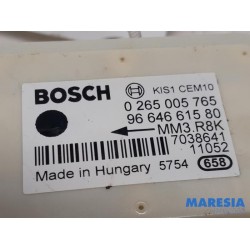 BOSCH
KIS1 CEM10
0 265 005 765
96 646 615 80
MM3.R8K
7038641
11052
Made in Hungary 5754 658
MARESIA